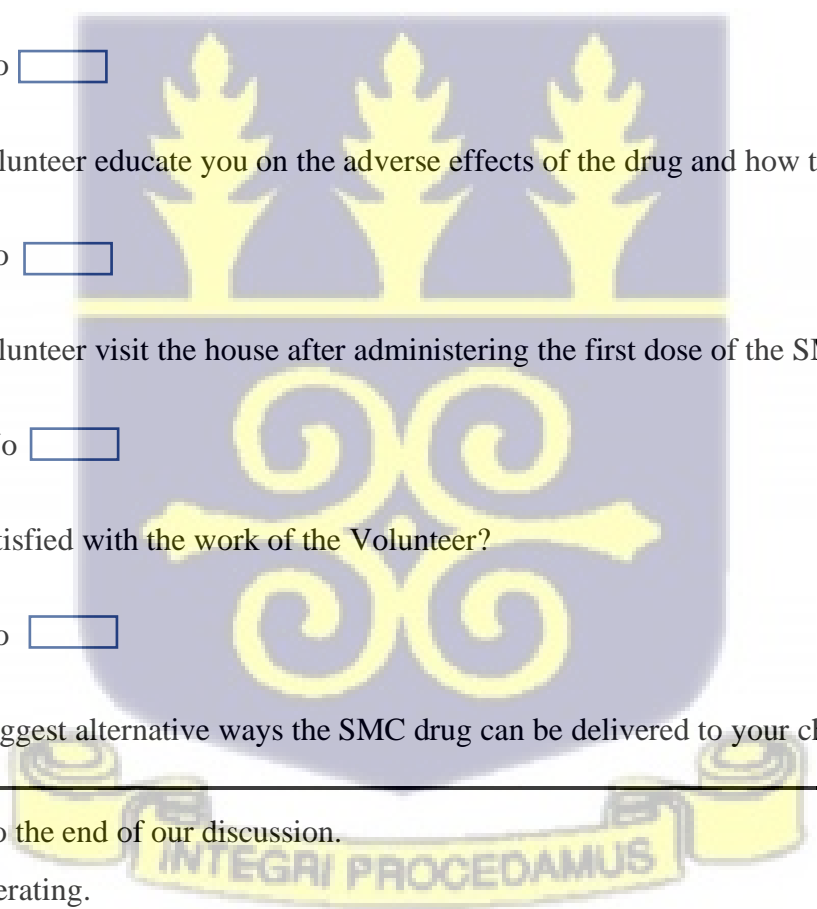 o
lunteer educate you on the adverse effects of the drug and how t
o
lunteer visit the house after administering the first dose of the SM
o
tisfied with the work of the Volunteer?
o
ggest alternative ways the SMC drug can be delivered to your ch
o the end of our discussion.
erating.
INTEGRI PROCEDAMUS